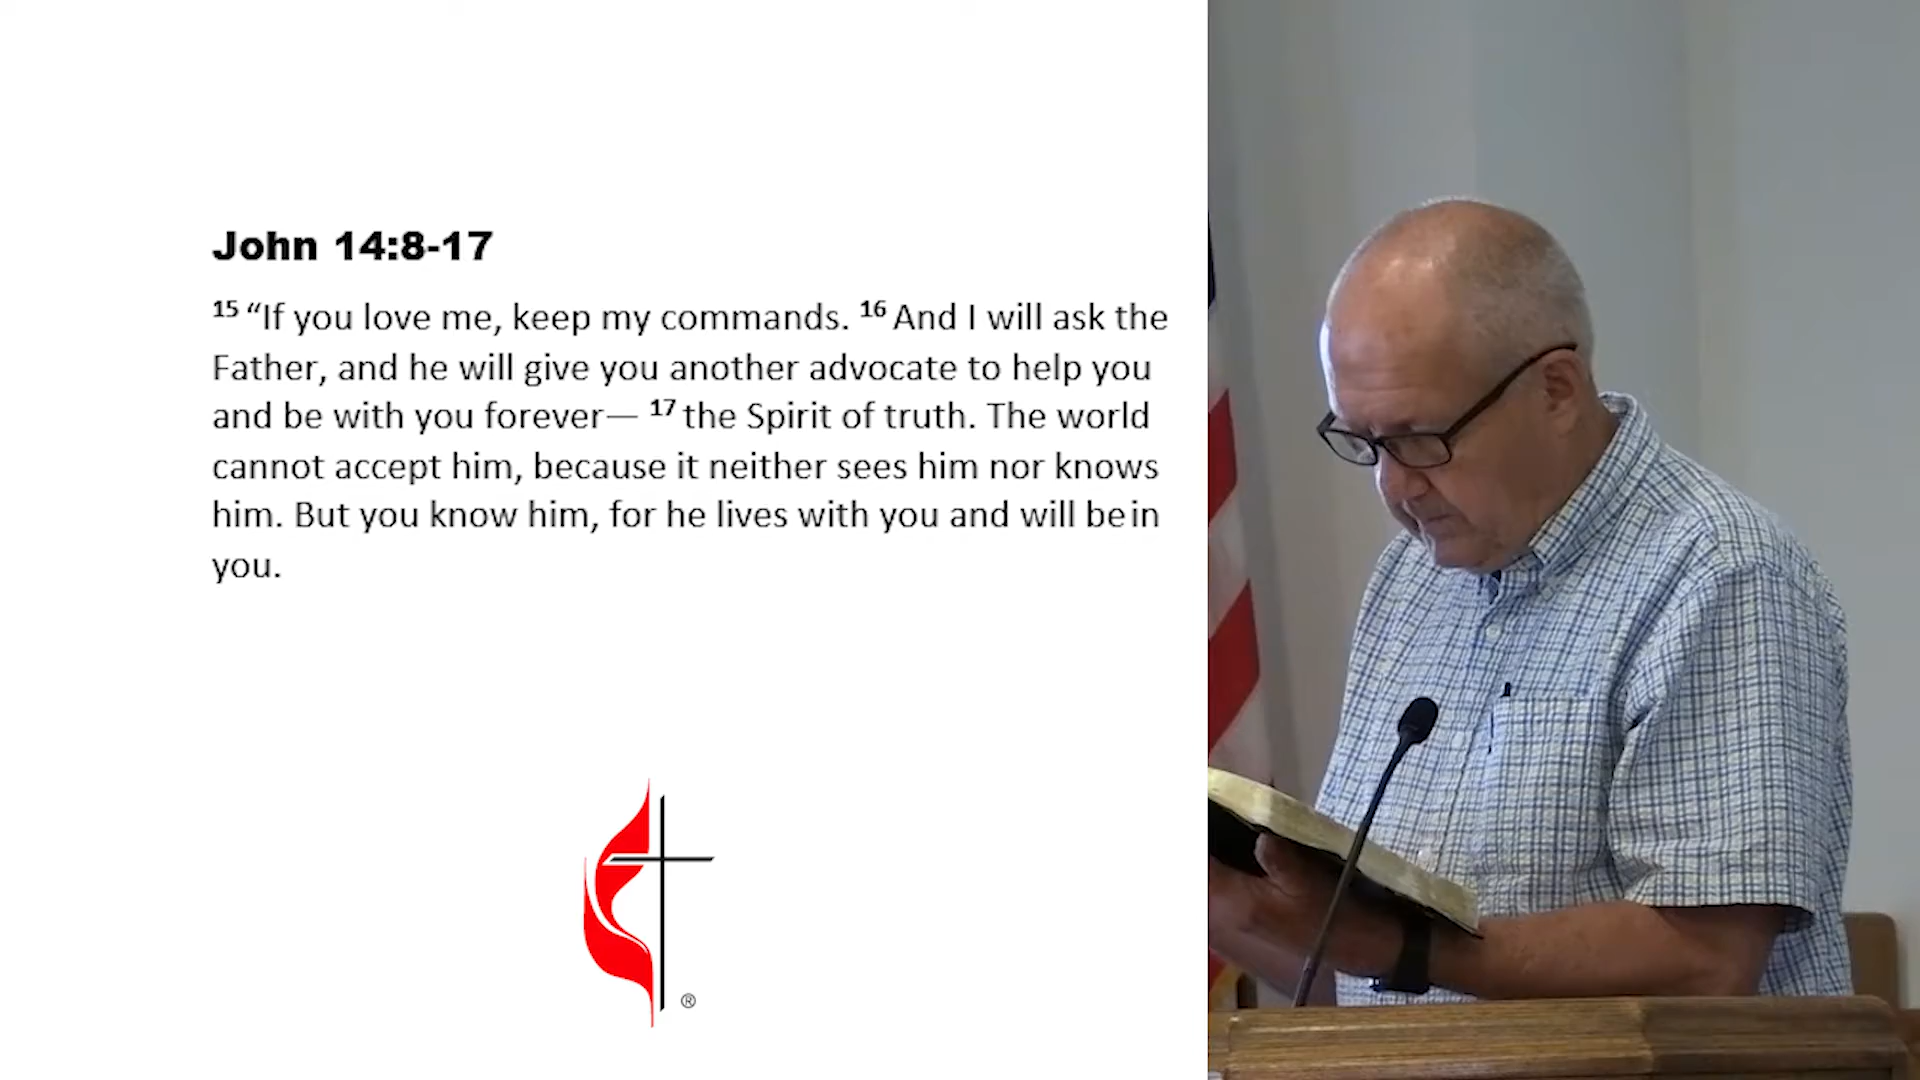 John 14:8-17
15 “If you love me, keep my commands. 16 And I will ask the
Father, and he will give you another advocate to help you
and be with you forever— 17 the Spirit of truth. The world
cannot accept him, because it neither sees him nor knows
him. But you know him, for he lives with you and will bein
you.
®